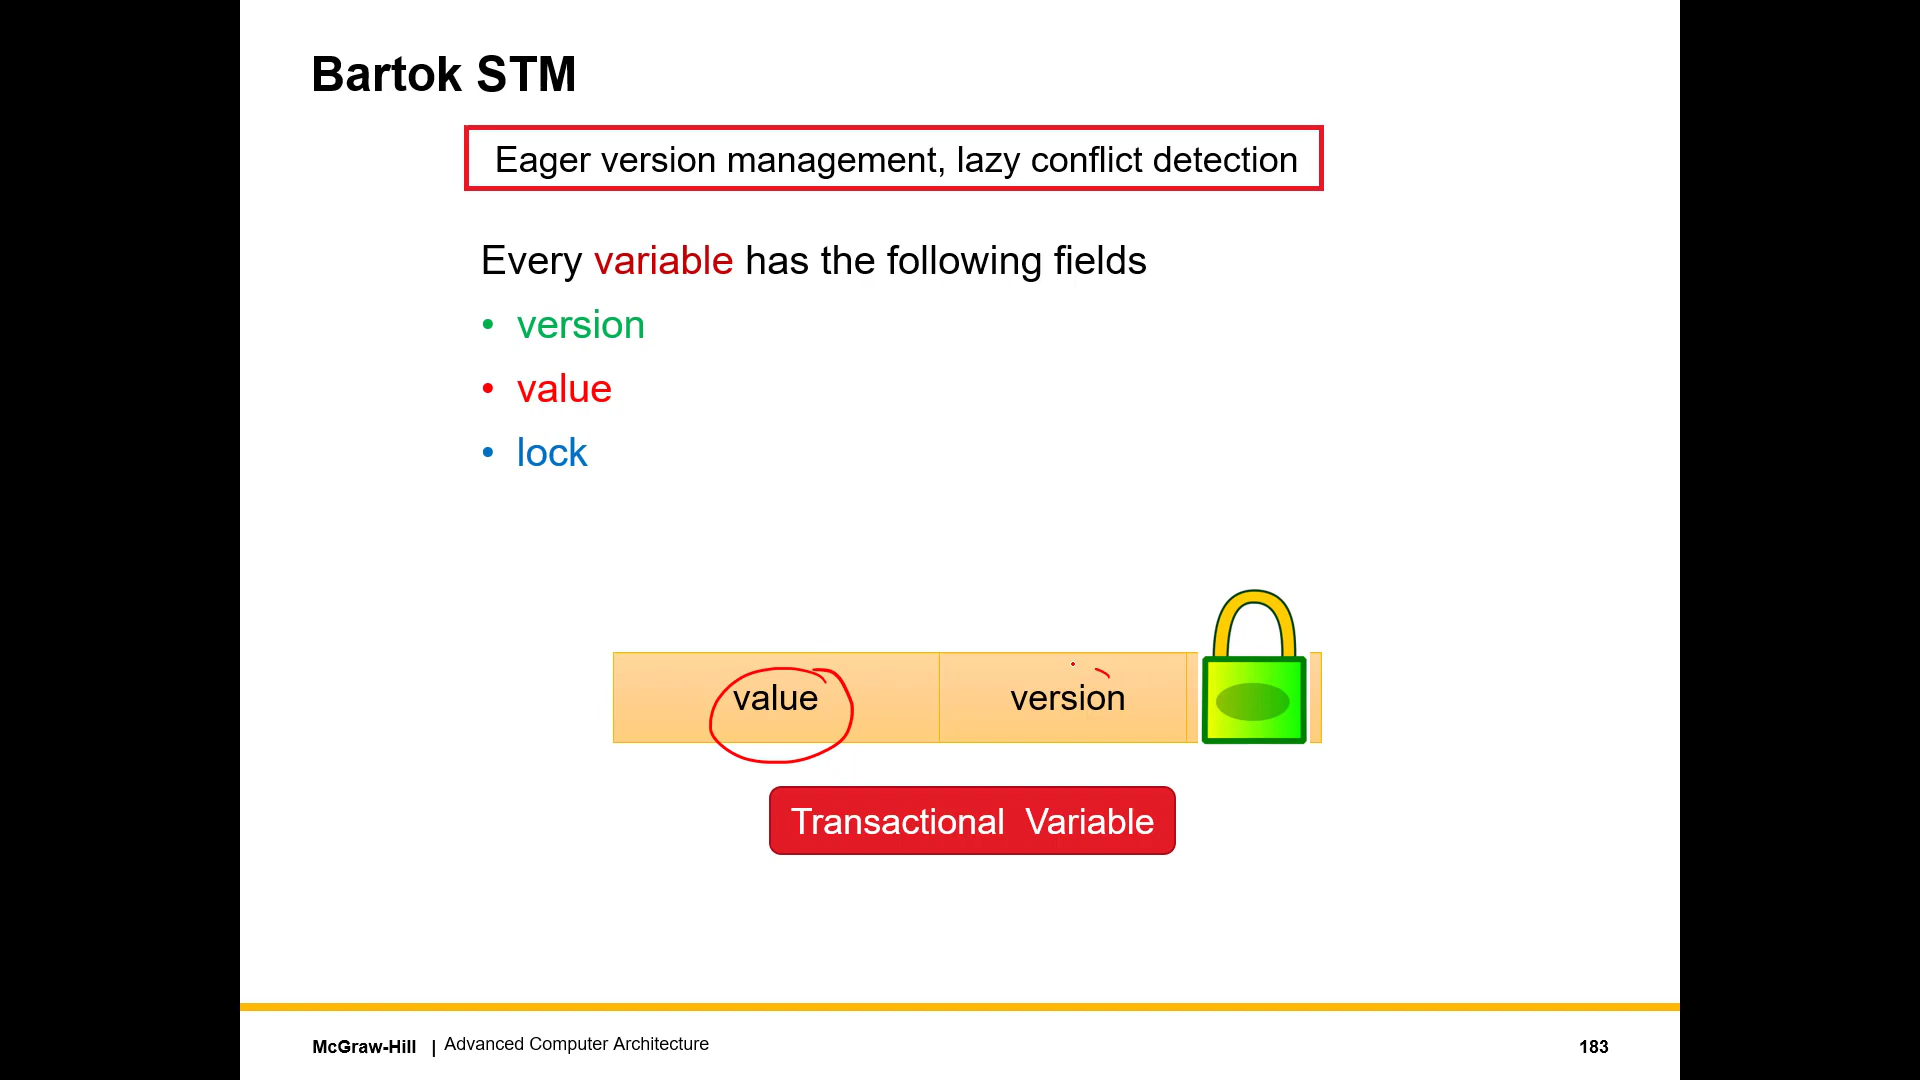 Bartok STM
Eager version management, lazy conflict detection
Every variable has the following fields
• version
• value
• lock
value version
Transactional Variable
McGraw-Hill | Advanced Computer Architecture 183